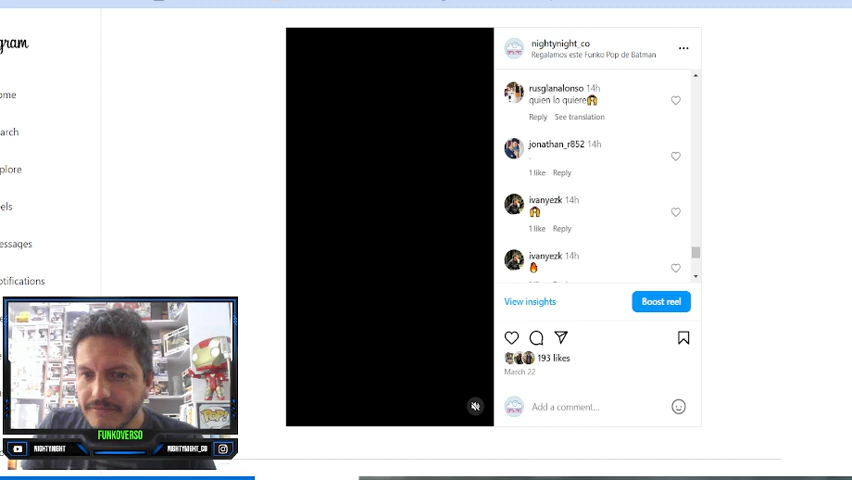 gram
nightynight_co
Regalamos este Funko Pop de Batman
ome
rusglanalonso 14h
quien lo quiere🙌
Reply See translation
arch
jonathan_r852 14h
.
1 like Reply
plore
els
ivanyezk 14h
🙌
1 like Reply
essages
ivanyezk 14h
🔥
otifications
View insights
Boost reel
193 likes
March 22
Add a comment...
POP!
FUNKOVERSO
NIGHTYNIGHT
NIGHTYNIGHT_CO